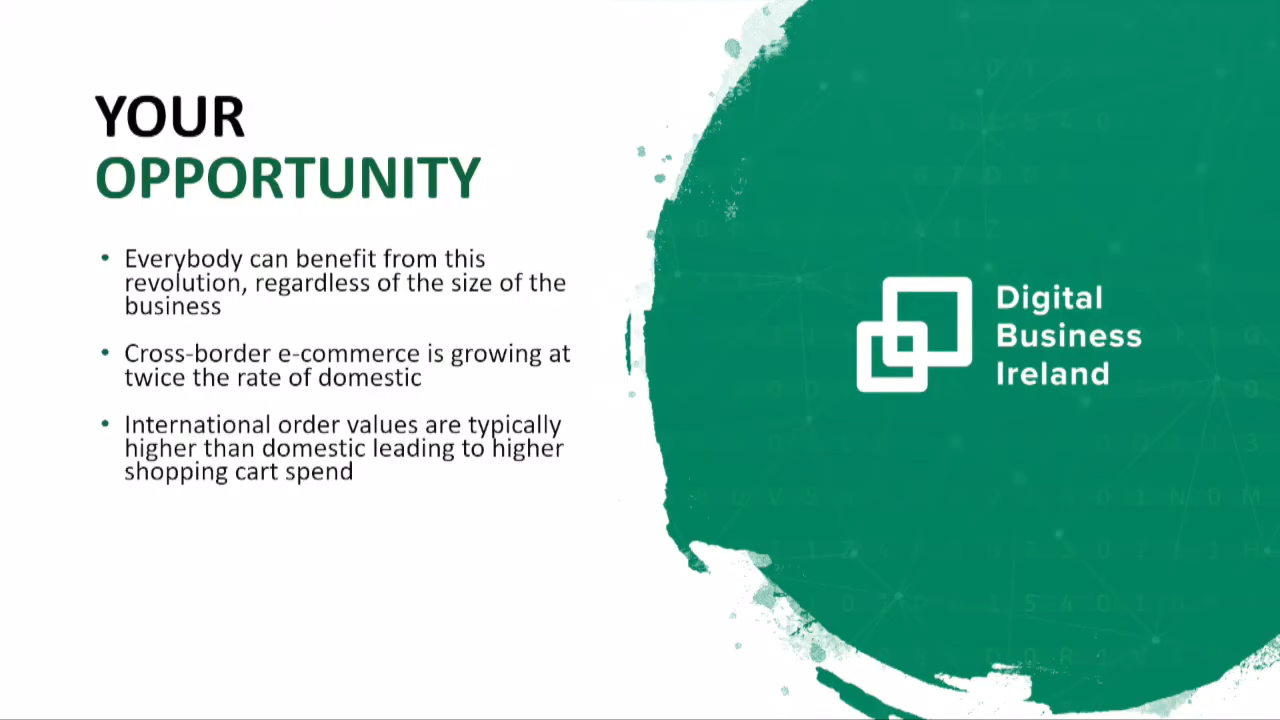 YOUR
OPPORTUNITY
• Everybody can benefit from this
revolution, regardless of the size of the
business
• Cross-border e-commerce is growing at
twice the rate of domestic
• International order values are typically
higher than domestic leading to higher
shopping cart spend
Digital
Business
Ireland